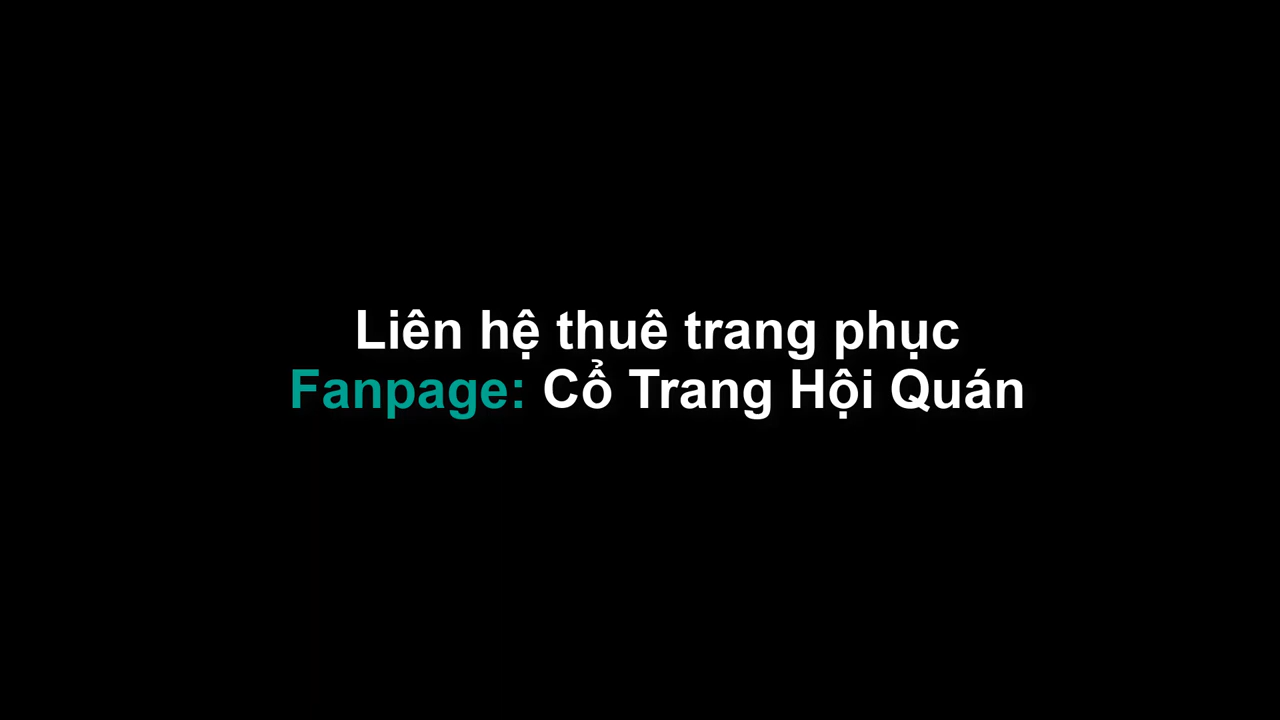 Liên hệ thuê trang phục
Fanpage: Cổ Trang Hội Quán